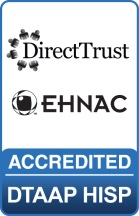 DirectTrust
EHNAC
ACCREDITED
DTAAP HISP